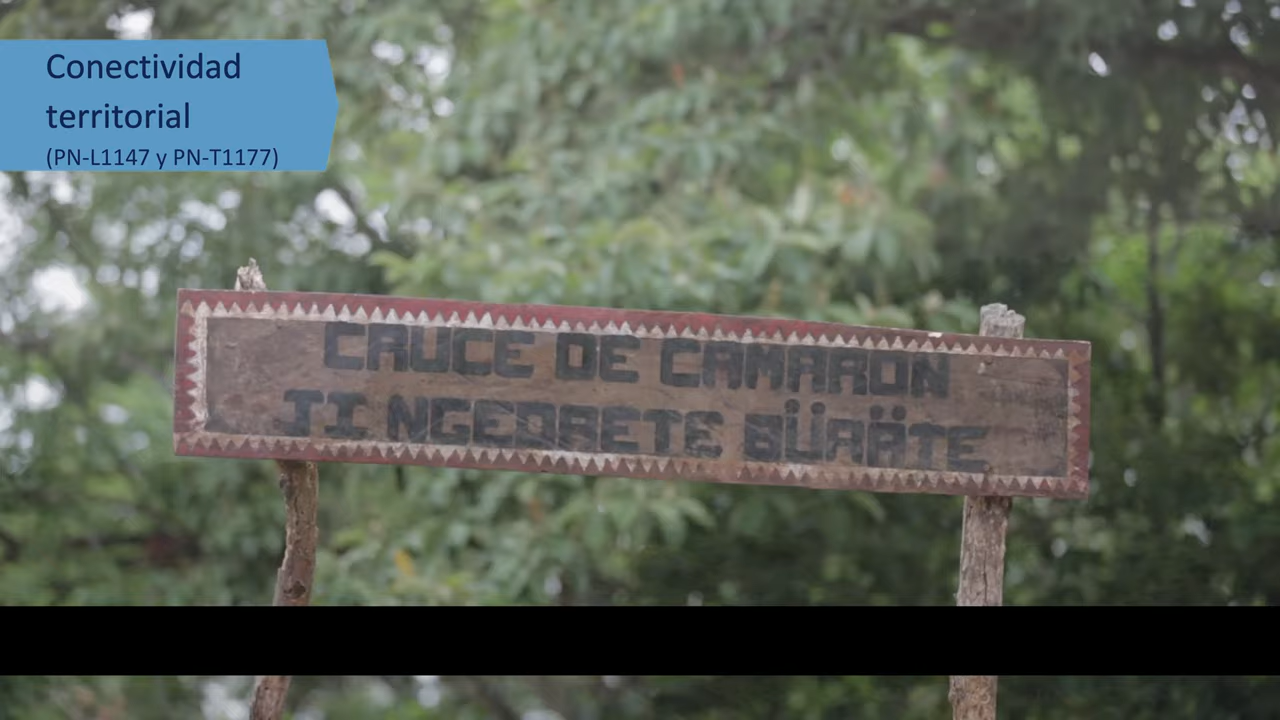 Conectividad
territorial
(PN-L1147 y PN-T1177)
CRUCE DE CAMARON
JI NGEDRETE BÜRÄTE